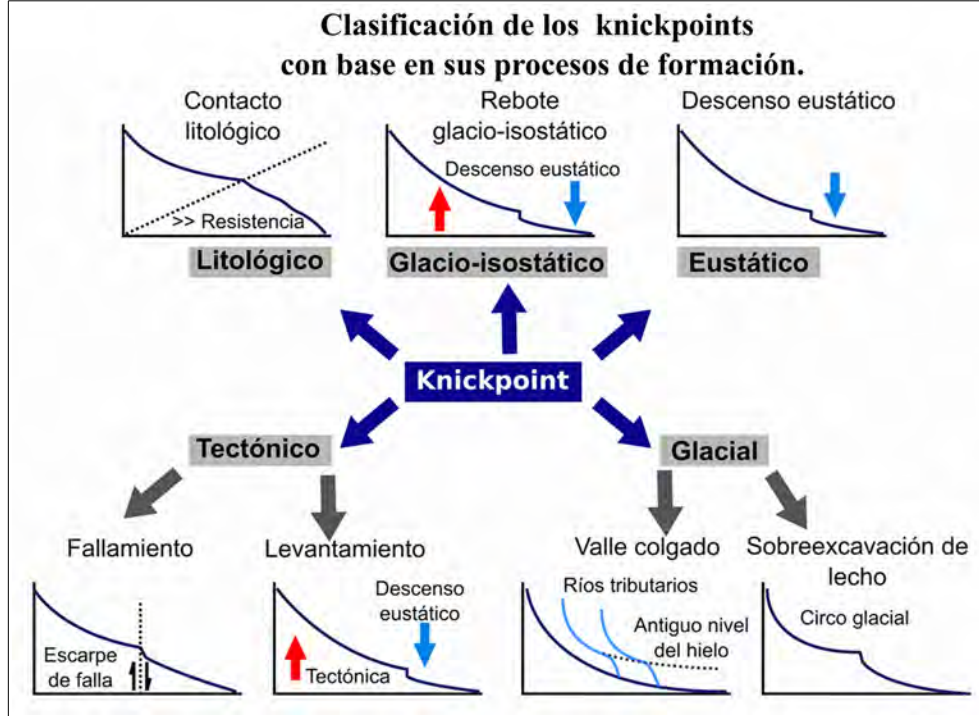 Clasificación de los knickpoints
con base en sus procesos de formación.
Contacto
litológico
>> Resistencia
Litológico
Rebote
glacio-isostático
Descenso eustático
Glacio-isostático
Descenso eustático
Eustático
Knickpoint
Tectónico
Glacial
Fallamiento
Escarpe
de falla
Levantamiento
Descenso
eustático
Tectónica
Valle colgado
Ríos tributarios
Antiguo nivel
del hielo
Sobreexcavación de
lecho
Circo glacial